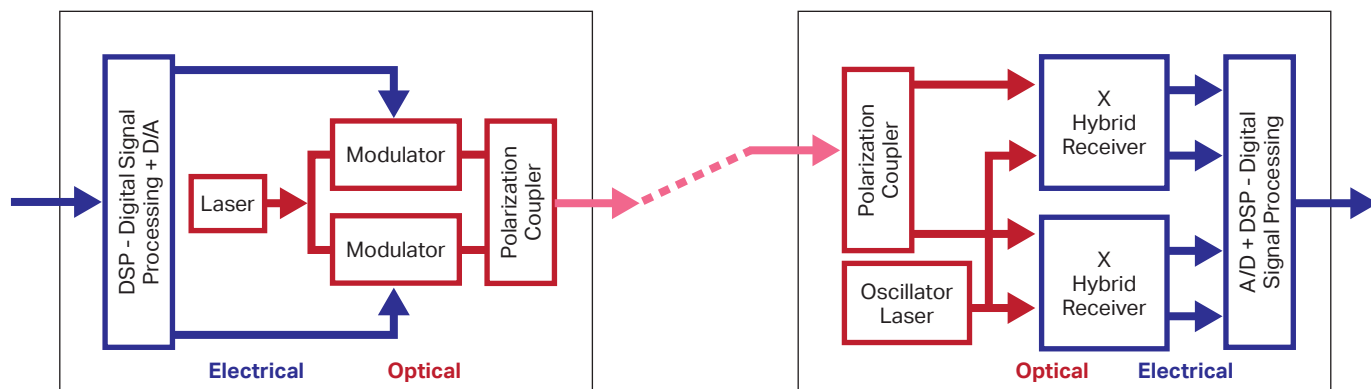 DSP - Digital Signal
Processing + D/A
Laser
Modulator
Modulator
Polarization
Coupler
Electrical
Optical
Polarization
Coupler
Oscillator
Laser
X
Hybrid
Receiver
X
Hybrid
Receiver
A/D + DSP - Digital
Signal Processing
Optical
Electrical